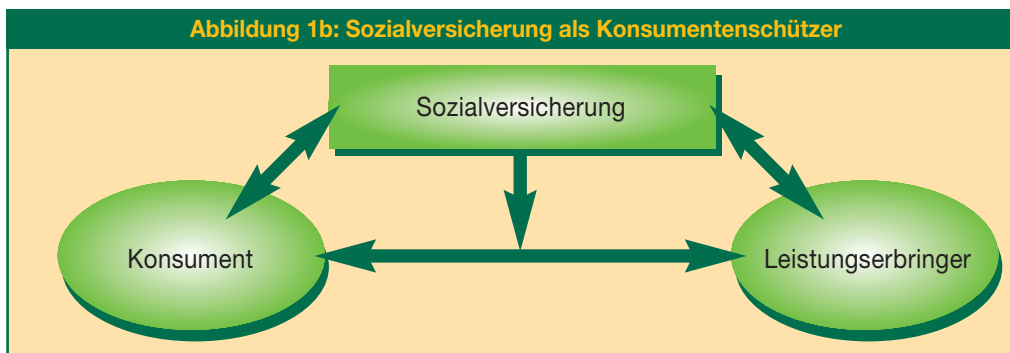 Abbildung 1b: Sozialversicherung als Konsumentenschützer
Sozialversicherung
Konsument
Leistungserbringer